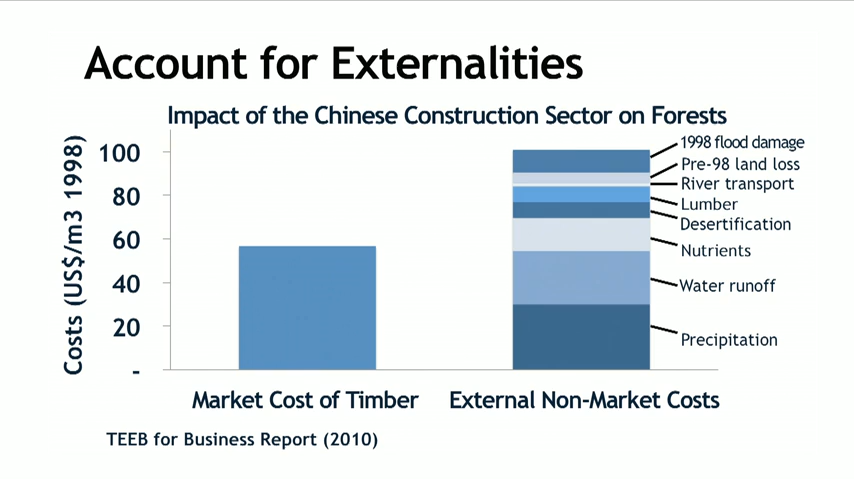 Account for Externalities
Impact of the Chinese Construction Sector on Forests
Costs (US$/m3 1998)
100
80
60
40
20
-
1998 flood damage
Pre-98 land loss
River transport
Lumber
Desertification
Nutrients
Water runoff
Precipitation
Market Cost of Timber
External Non-Market Costs
TEEB for Business Report (2010)